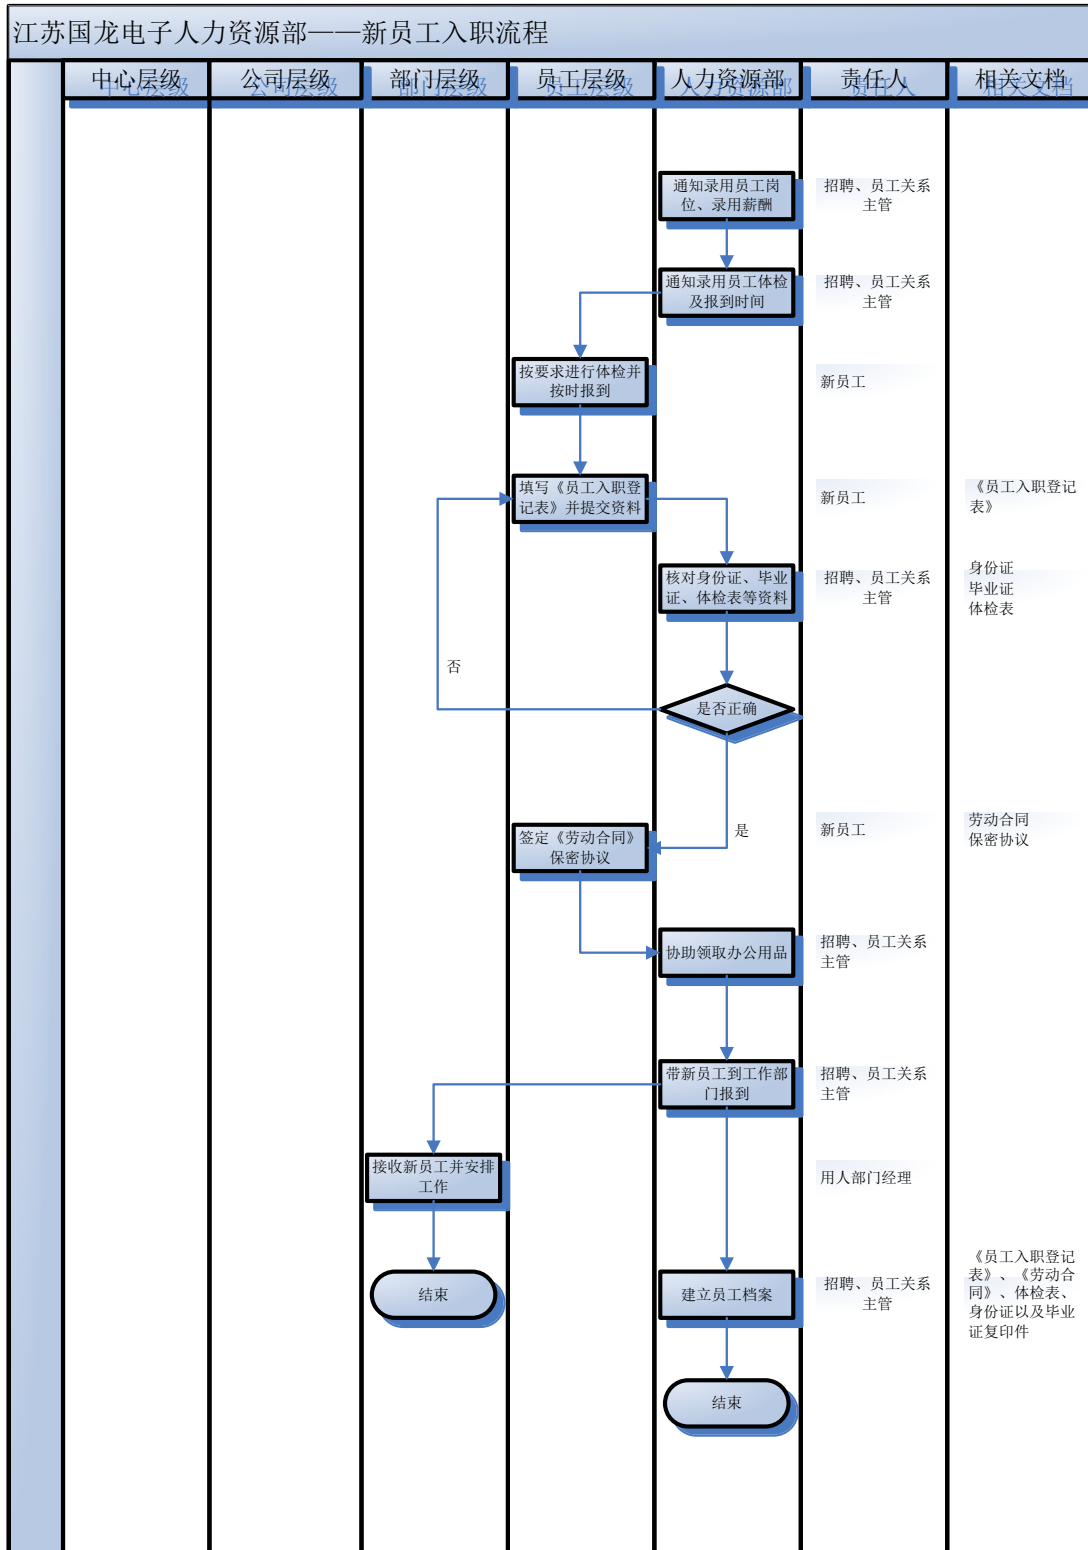 江苏国龙电子人力资源部——新员工入职流程
中心层级
公司层级
部门层级
员工层级
人力资源部
责任人
相关文档
通知录用员工岗
位、录用薪酬
招聘、员工关系
主管
通知录用员工体检
及报到时间
招聘、员工关系
主管
按要求进行体检并
按时报到
新员工
填写《员工入职登
记表》并提交资料
新员工
《员工入职登记
表》
核对身份证、毕业
证、体检表等资料
招聘、员工关系
主管
身份证
毕业证
体检表
否
是否正确
是
签定《劳动合同》
保密协议
新员工
劳动合同
保密协议
协助领取办公用品
招聘、员工关系
主管
带新员工到工作部
门报到
招聘、员工关系
主管
接收新员工并安排
工作
用人部门经理
结束
建立员工档案
招聘、员工关系
主管
《员工入职登记
表》、《劳动合
同》、体检表、
身份证以及毕业
证复印件
结束